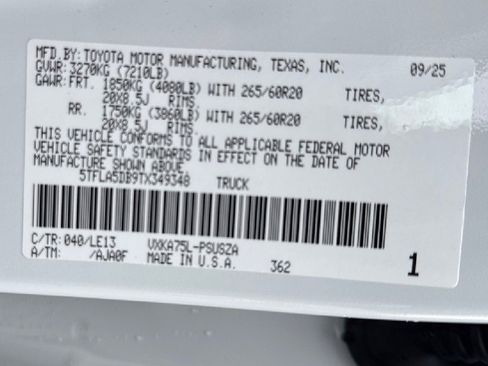 MFD.BY:TOYOTA MOTOR MANUFACTURING, TEXAS, INC. 09/25
GVWR:3270KG (7210LB)
GAWR:FRT. 1850KG (4080LB) WITH 265/60R20 TIRES,
20X8.5J RIMS.
RR. 1750KG (3860LB) WITH 265/60R20 TIRES,
20X8.5J RIMS.
THIS VEHICLE CONFORMS TO ALL APPLICABLE FEDERAL MOTOR
VEHICLE SAFETY STANDARDS IN EFFECT ON THE DATE OF
MANUFACTURE SHOWN ABOVE
5TFLA5DB9TX349348 TRUCK
C/TR:040/LE13 VXKA75L-PSUSZA
A/TM: /AJA0F MADE IN U.S.A. 362 1